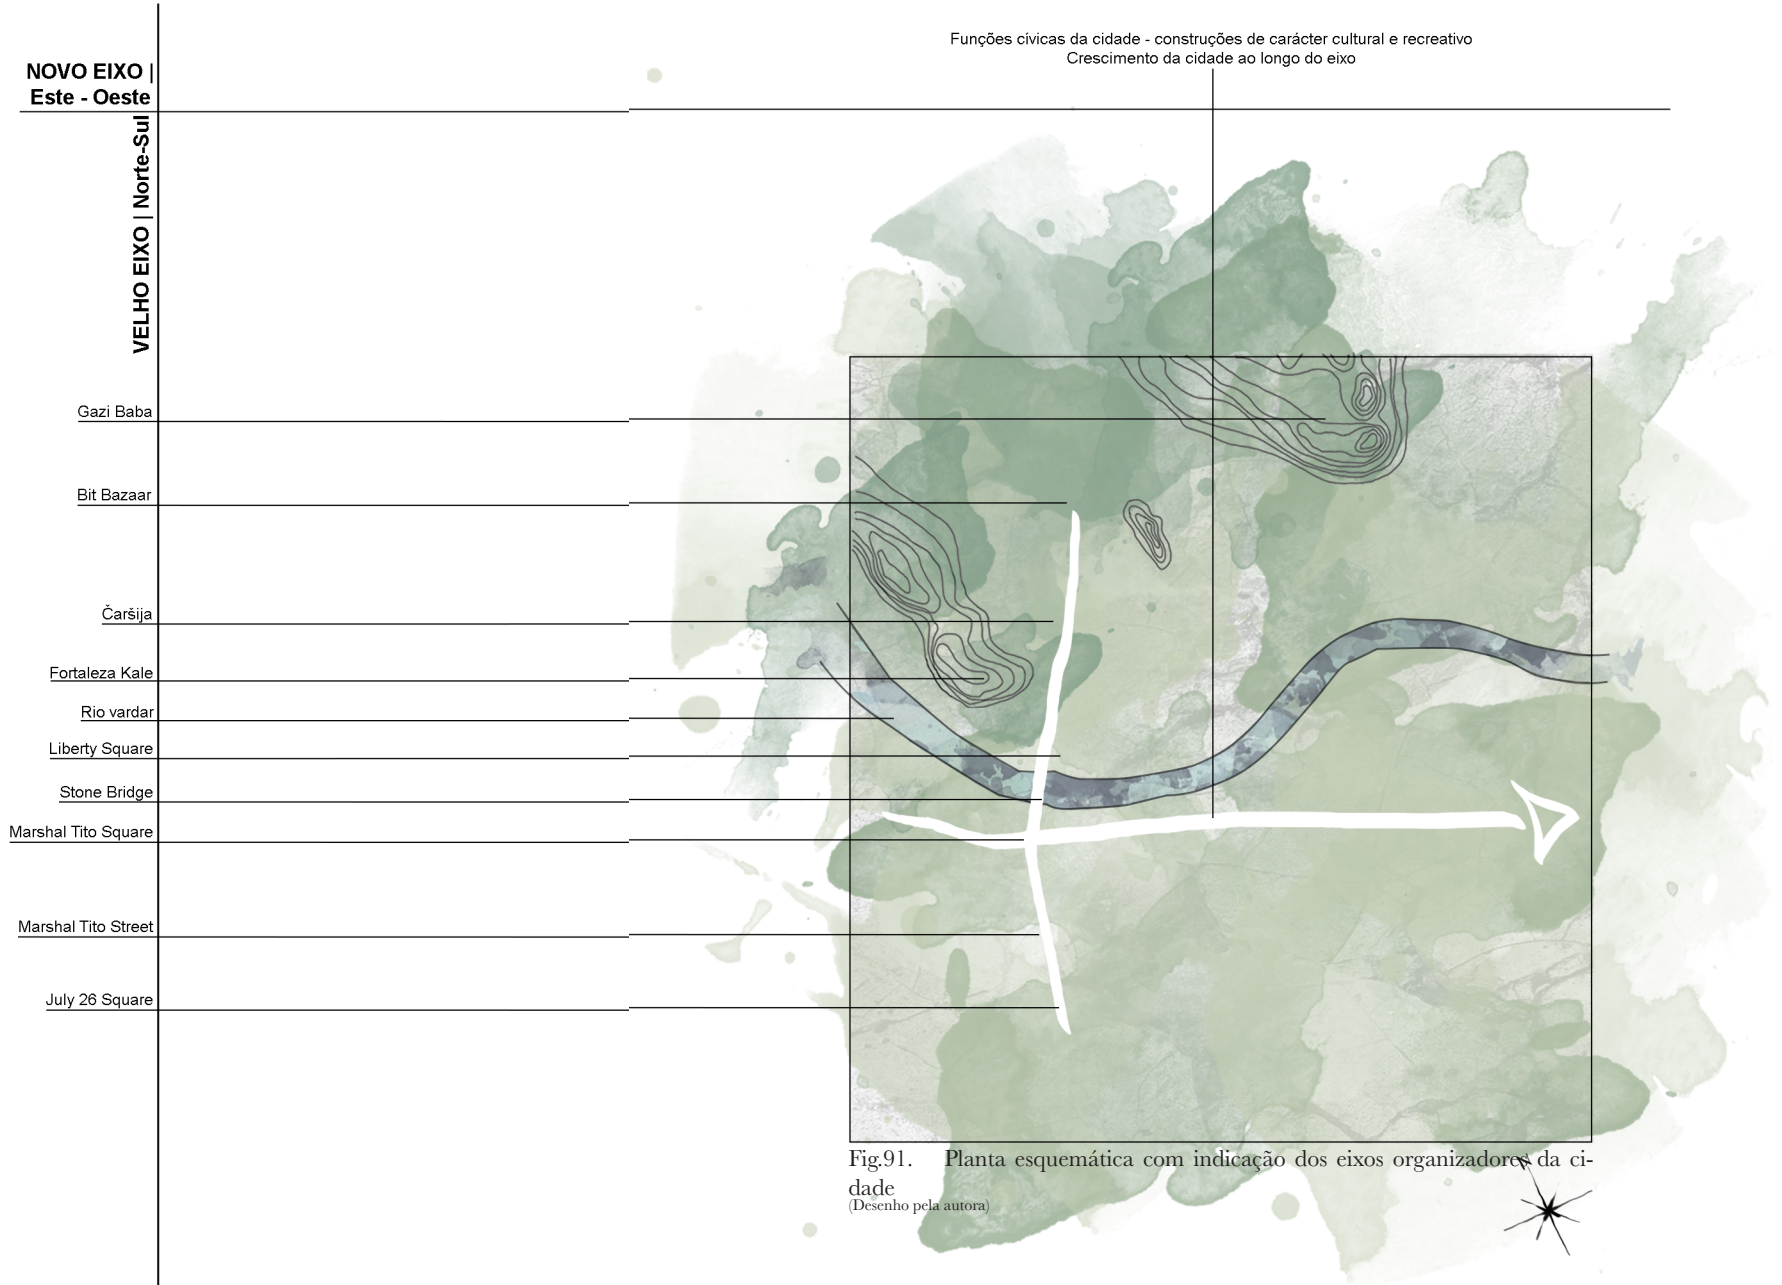 Funções cívicas da cidade - construções de carácter cultural e recreativo
Crescimento da cidade ao longo do eixo
NOVO EIXO |
Este - Oeste
VELHO EIXO | Norte-Sul
Gazi Baba
Bit Bazaar
Čaršija
Fortaleza Kale
Rio vardar
Liberty Square
Stone Bridge
Marshal Tito Square
Marshal Tito Street
July 26 Square
Fig.91. Planta esquemática com indicação dos eixos organizadores da ci-
dade
(Desenho pela autora)